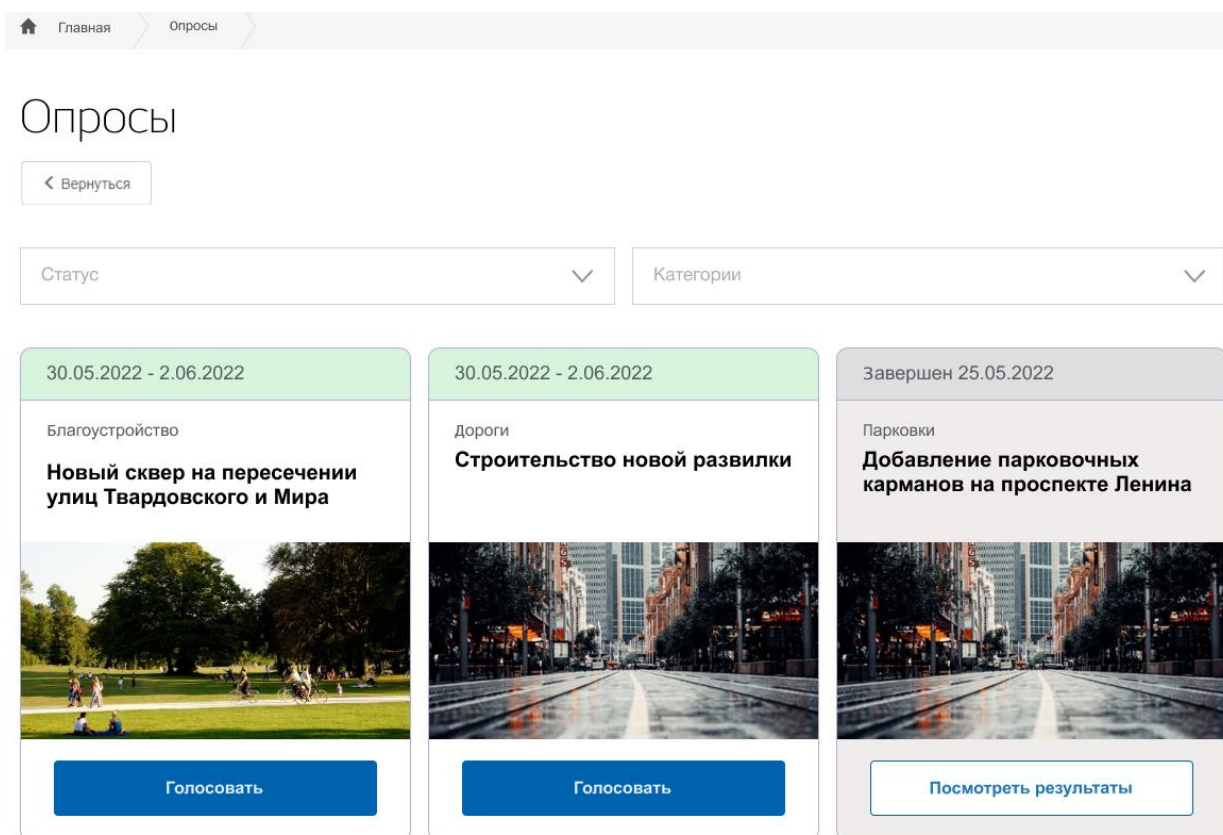 Главная Опросы
Опросы
Вернуться
Статус Категории
30.05.2022 - 2.06.2022
Благоустройство
Новый сквер на пересечении
улиц Твардовского и Мира
Голосовать
30.05.2022 - 2.06.2022
Дороги
Строительство новой развилки
Голосовать
Завершен 25.05.2022
Парковки
Добавление парковочных
карманов на проспекте Ленина
Посмотреть результаты